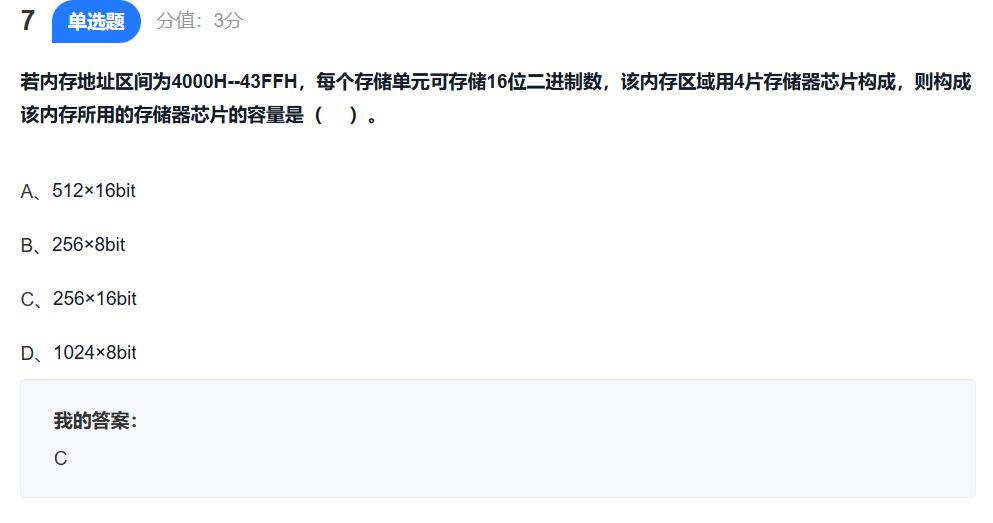 7 单选题 分值：3分
若内存地址区间为4000H--43FFH，每个存储单元可存储16位二进制数，该内存区域用4片存储器芯片构成，则构成
该内存所用的存储器芯片的容量是（ ）。
A、512×16bit
B、256×8bit
C、256×16bit
D、1024×8bit
我的答案：
C